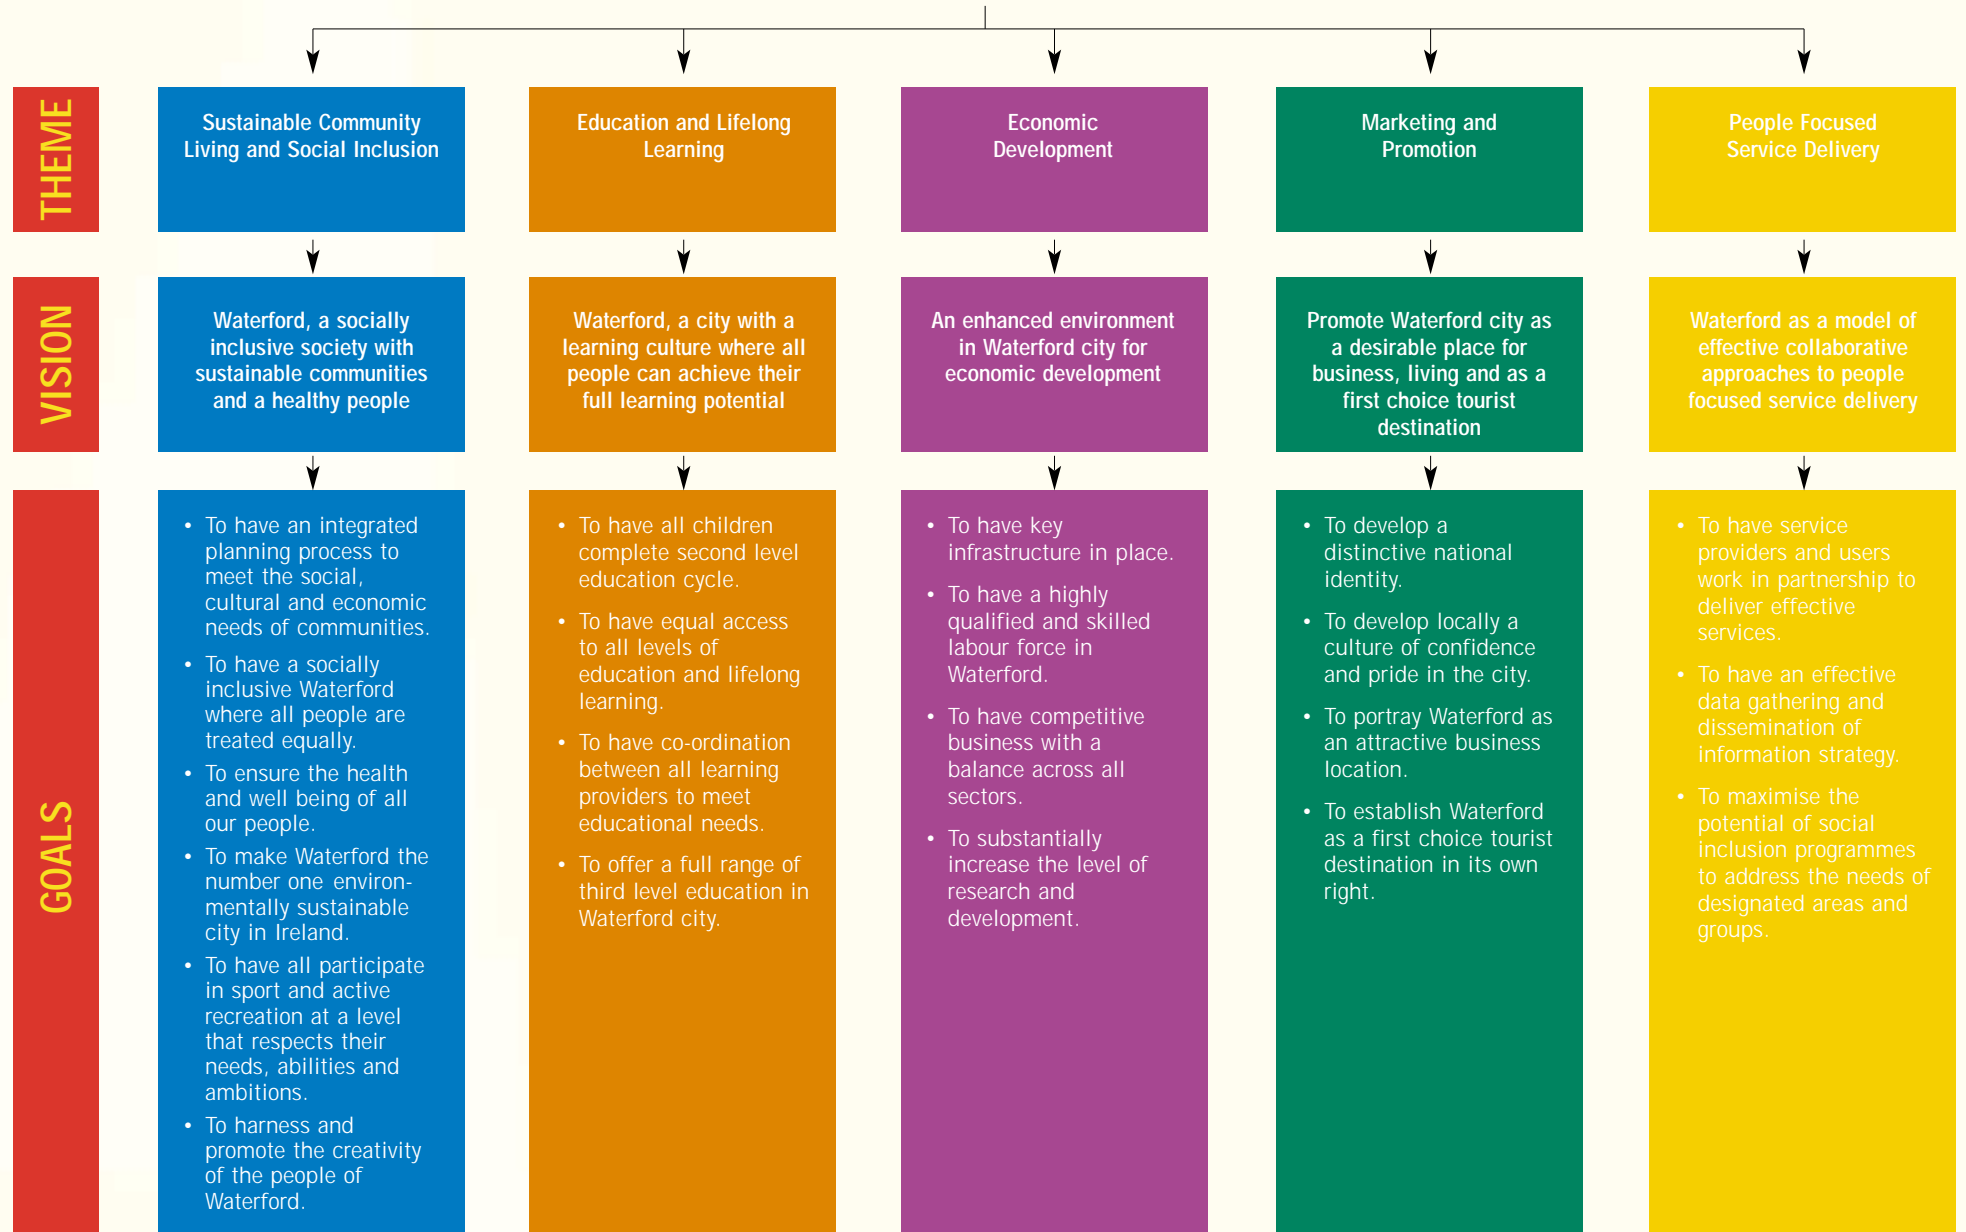 THEME
Sustainable Community
Living and Social Inclusion
Education and Lifelong
Learning
Economic
Development
Marketing and
Promotion
People Focused
Service Delivery
VISION
Waterford, a socially
inclusive society with
sustainable communities
and a healthy people
Waterford, a city with a
learning culture where all
people can achieve their
full learning potential
An enhanced environment
in Waterford city for
economic development
Promote Waterford city as
a desirable place for
business, living and as a
first choice tourist
destination
Waterford as a model of
effective collaborative
approaches to people
focused service delivery
GOALS
• To have an integrated
planning process to
meet the social,
cultural and economic
needs of communities.
• To have a socially
inclusive Waterford
where all people are
treated equally.
• To ensure the health
and well being of all
our people.
• To make Waterford the
number one environ-
mentally sustainable
city in Ireland.
• To have all participate
in sport and active
recreation at a level
that respects their
needs, abilities and
ambitions.
• To harness and
promote the creativity
of the people of
Waterford.
• To have all children
complete second level
education cycle.
• To have equal access
to all levels of
education and lifelong
learning.
• To have co-ordination
between all learning
providers to meet
educational needs.
• To offer a full range of
third level education in
Waterford city.
• To have key
infrastructure in place.
• To have a highly
qualified and skilled
labour force in
Waterford.
• To have competitive
business with a
balance across all
sectors.
• To substantially
increase the level of
research and
development.
• To develop a
distinctive national
identity.
• To develop locally a
culture of confidence
and pride in the city.
• To portray Waterford as
an attractive business
location.
• To establish Waterford
as a first choice tourist
destination in its own
right.
• To have service
providers and users
work in partnership to
deliver effective
services.
• To have an effective
data gathering and
dissemination of
information strategy.
• To maximise the
potential of social
inclusion programmes
to address the needs of
designated areas and
groups.